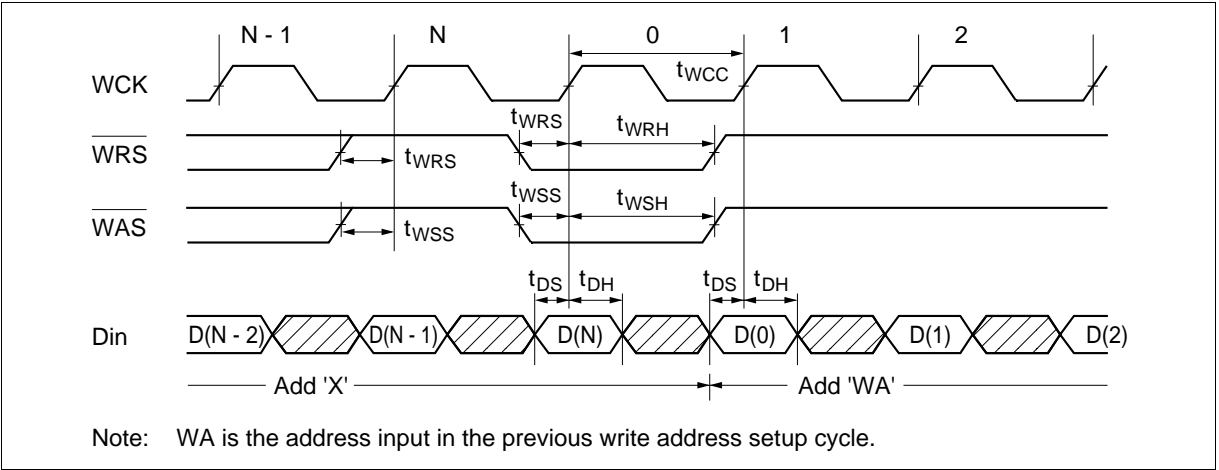 N - 1 N 0 1 2
WCK tWCC
tWRS tWRH
WRS tWRS
tWSS tWSH
WAS tWSS
tDS tDH tDS tDH
Din D(N - 2) D(N - 1) D(N) D(0) D(1) D(2)
Add 'X' Add 'WA'
Note: WA is the address input in the previous write address setup cycle.